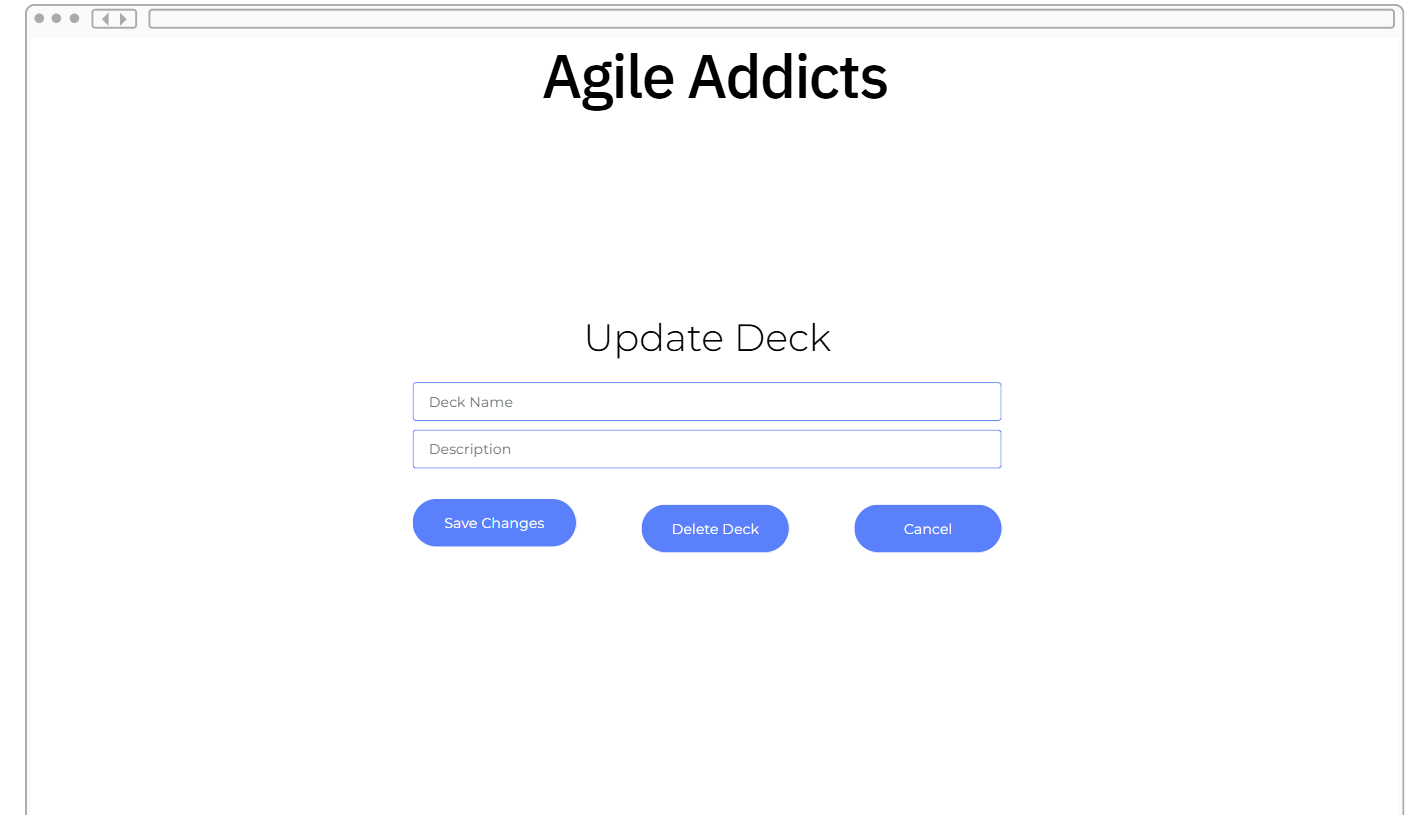 Agile Addicts
Update Deck
Deck Name
Description
Save Changes
Delete Deck
Cancel